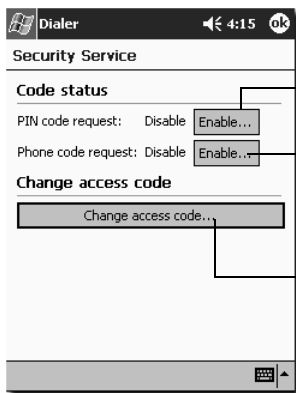 Dialer 4:15 ok
Security Service
Code status
PIN code request: Disable Enable...
Phone code request: Disable Enable...
Change access code
Change access code...